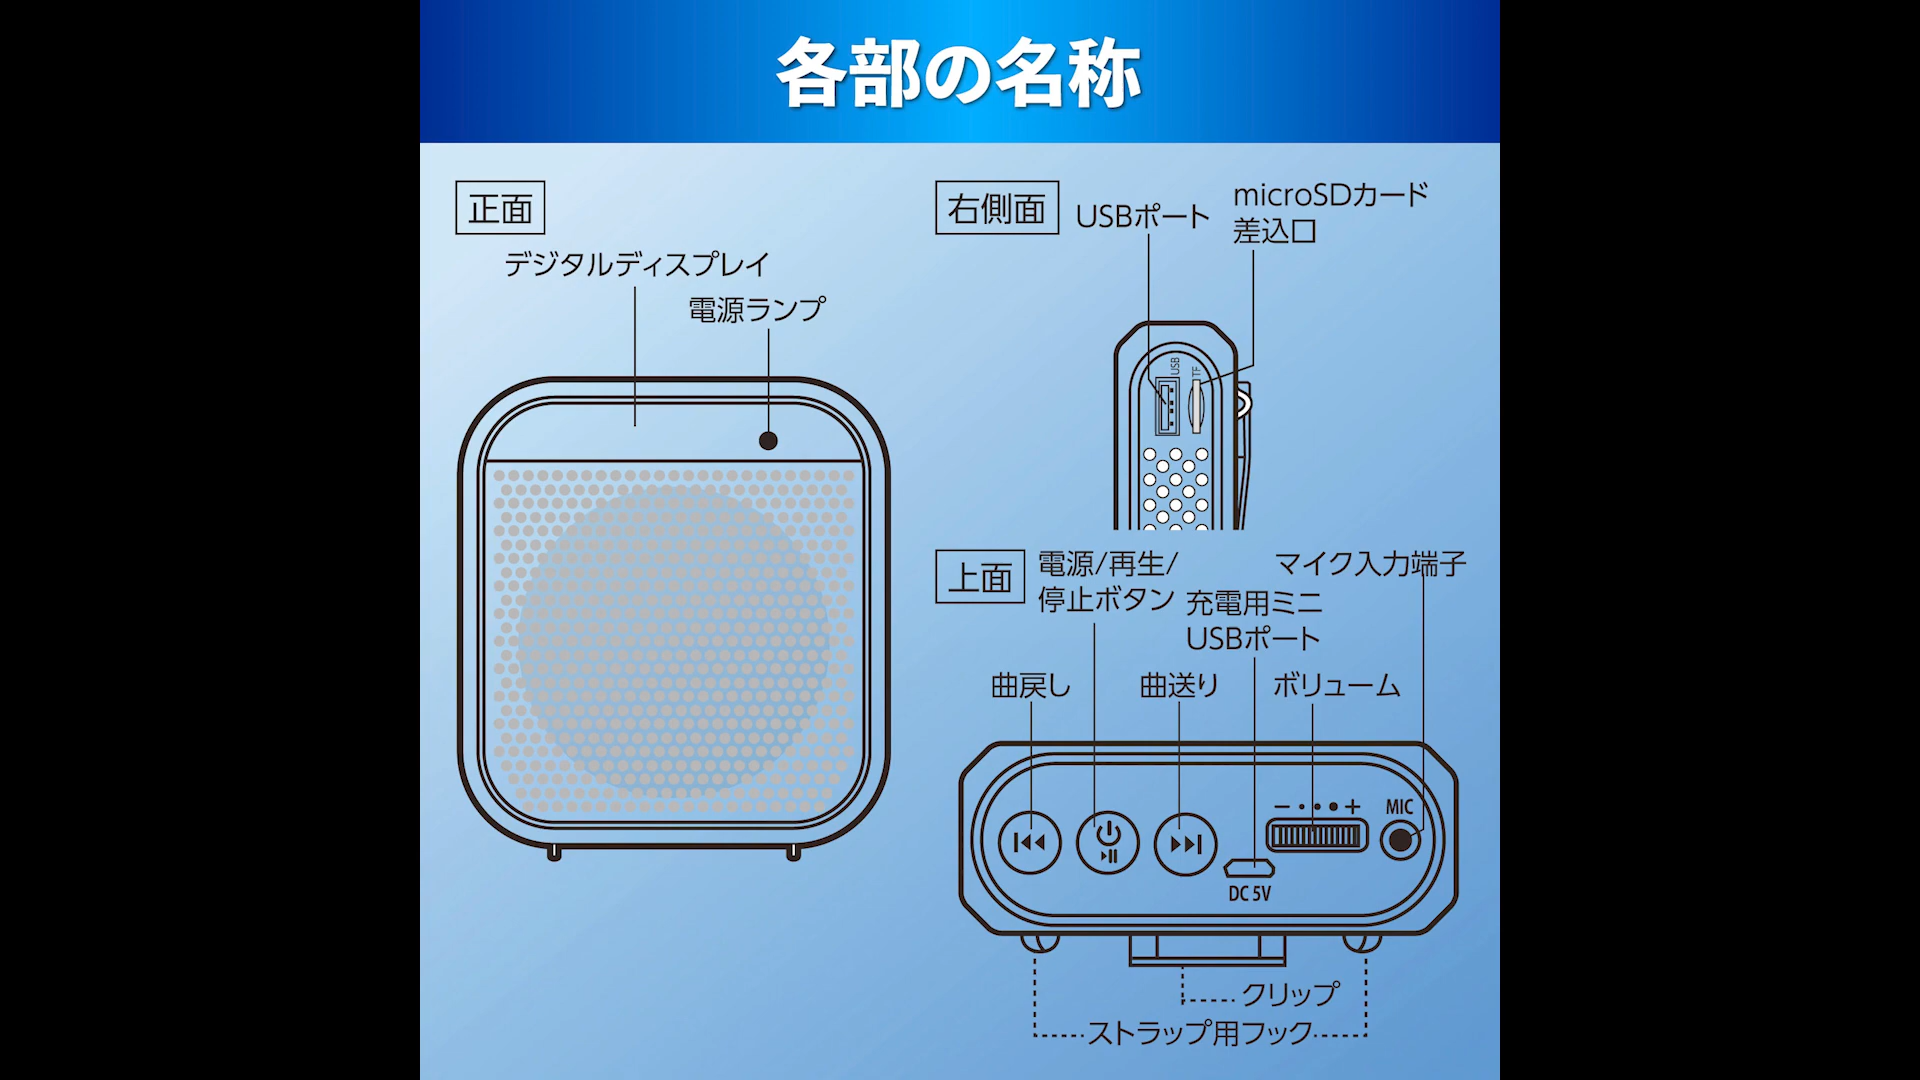 各部の名称
正面
デジタルディスプレイ
電源ランプ
右側面
USBポート
microSDカード
差込口
USB
TF
上面
電源/再生/
停止ボタン
マイク入力端子
充電用ミニ
USBポート
曲戻し
曲送り
ボリューム
MIC
DC 5V
クリップ
ストラップ用フック